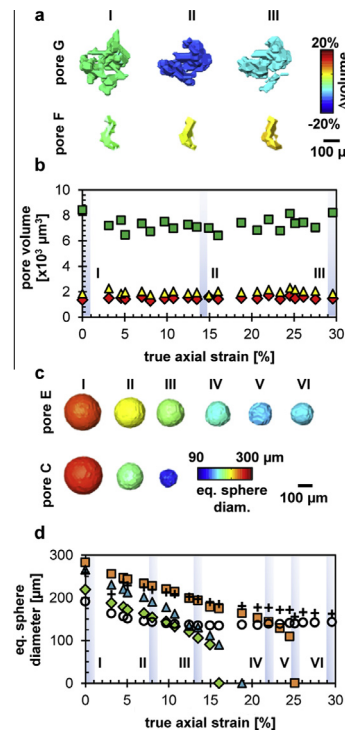 a I II III
pore G
pore F
20%
Δvolume
-20%
100 µ
b
pore volume
[x10³ µm³]
10
8
6
4
2
0
I II III
0 5 10 15 20 25 30
true axial strain [%]
c I II III IV V VI
pore E
pore C
90 300 µm
eq. sphere
diam.
100 µm
d
eq. sphere
diameter [µm]
300
200
100
0
I II III IV V VI
0 5 10 15 20 25 30
true axial strain [%]